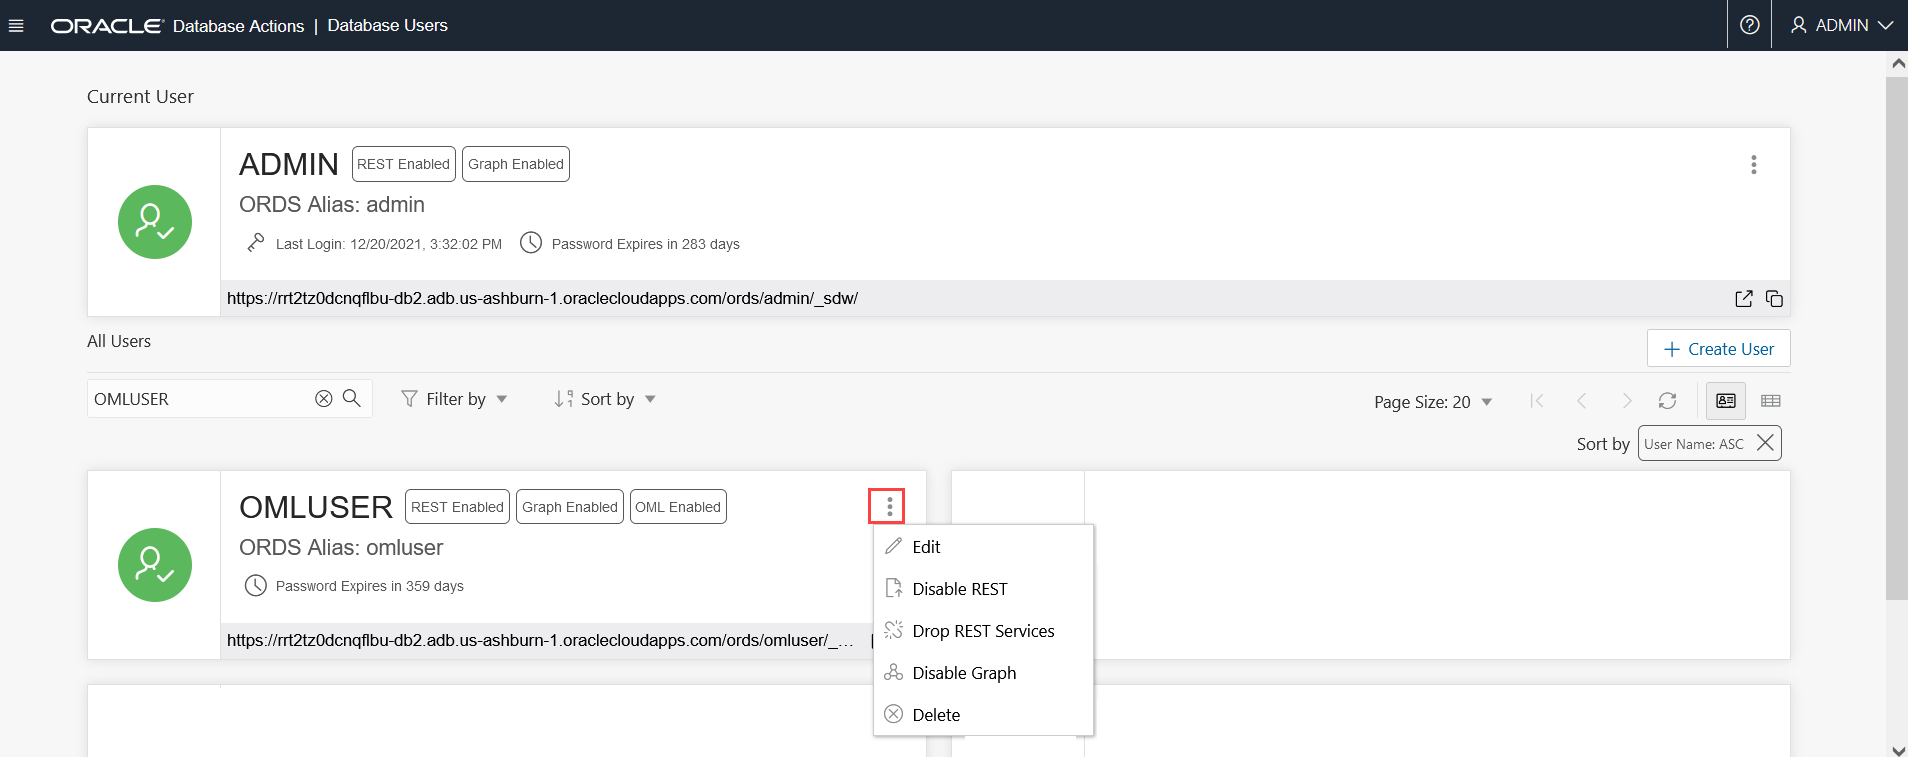 ORACLE Database Actions | Database Users
ADMIN
Current User
ADMIN REST Enabled Graph Enabled
ORDS Alias: admin
Last Login: 12/20/2021, 3:32:02 PM Password Expires in 283 days
https://rrt2tz0dcnqflbu-db2.adb.us-ashburn-1.oraclecloudapps.com/ords/admin/_sdw/
All Users
Create User
OMLUSER Filter by Sort by Page Size: 20
Sort by User Name: ASC
OMLUSER REST Enabled Graph Enabled OML Enabled
ORDS Alias: omluser
Password Expires in 359 days
https://rrt2tz0dcnqflbu-db2.adb.us-ashburn-1.oraclecloudapps.com/ords/omluser/_...
Edit
Disable REST
Drop REST Services
Disable Graph
Delete